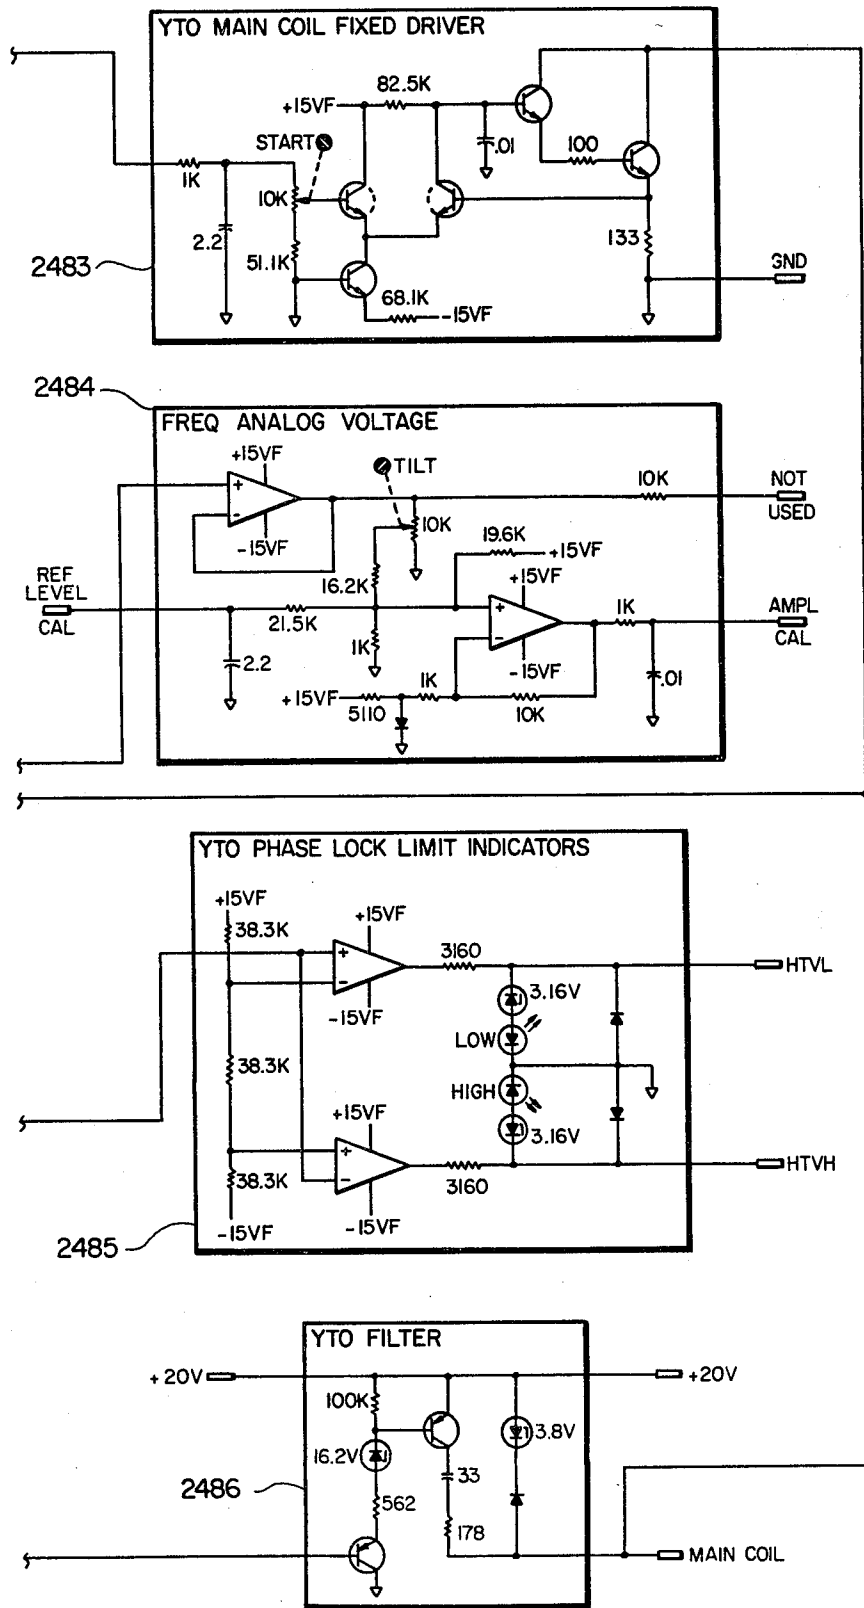 YTO MAIN COIL FIXED DRIVER
82.5K
+15VF
START
.01
100
1K
10K
2.2
133
51.1K
2483
GND
68.1K
-15VF
2484
FREQ ANALOG VOLTAGE
+15VF
TILT
NOT
10K
USED
10K
-15VF
19.6K
+15VF
REF
LEVEL
CAL
16.2K
+15VF
21.5K
1K
AMPL
CAL
1K
-15VF
2.2
1K
.01
+15VF
5110
10K
YTO PHASE LOCK LIMIT INDICATORS
+15VF
38.3K
+15VF
3160
HTVL
3.16V
-15VF
LOW
38.3K
HIGH
+15VF
3.16V
38.3K
3160
HTVH
-15VF
-15VF
2485
YTO FILTER
+20V
+20V
100K
16.2V
3.8V
33
2486
562
178
MAIN COIL